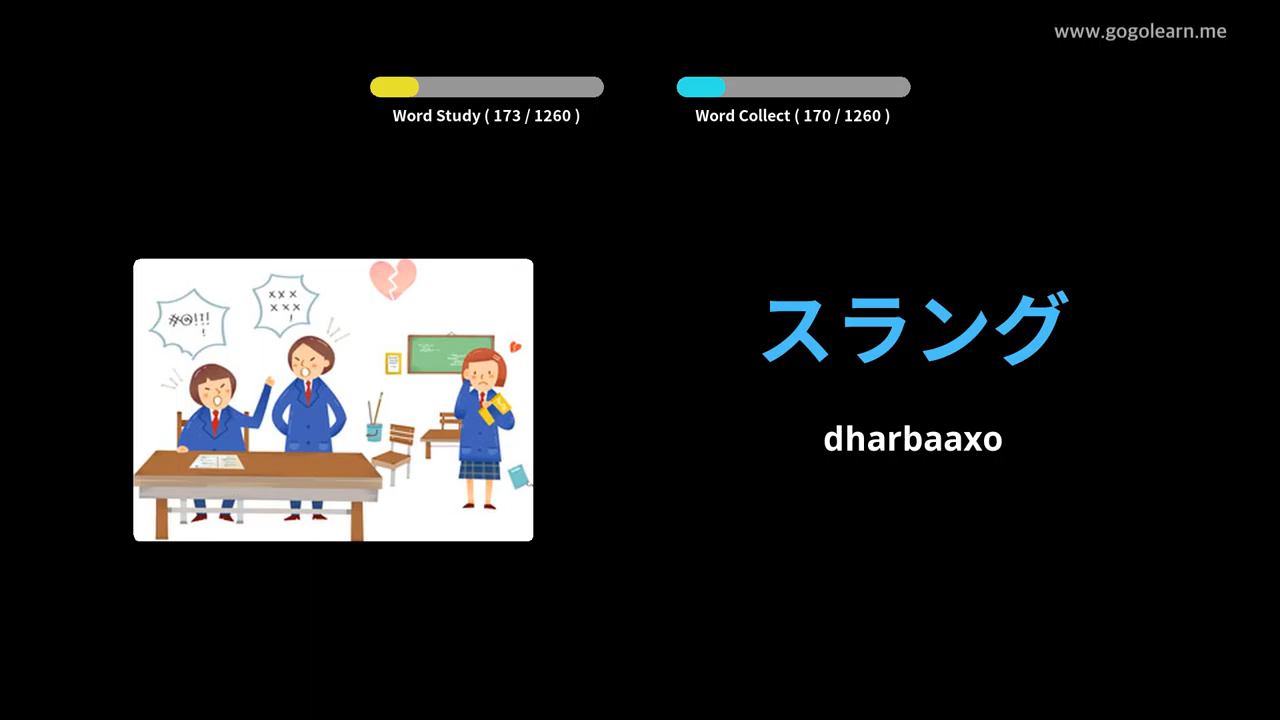 www.gogolearn.me
Word Study ( 173 / 1260 )
Word Collect ( 170 / 1260 )
#@!!!
!
x x x
x x x
!
スラング
dharbaaxo